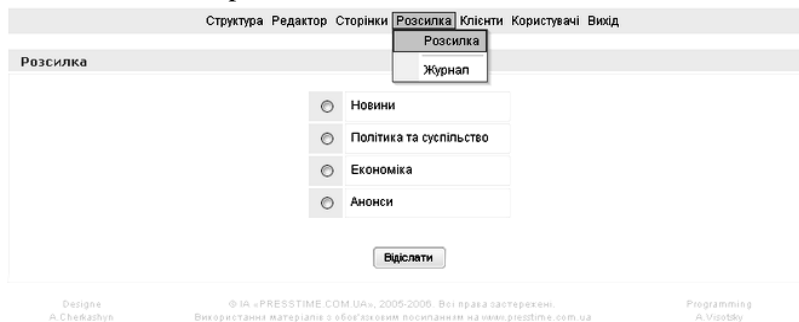 Структура Редактор Сторінки Розсилка Клієнти Користувачі Вихід
Розсилка
Журнал
Розсилка
Новини
Політика та суспільство
Економіка
Анонси
Відіслати
Designe
A.Cherkashyn
© ІА «PRESSTIME.COM.UA», 2005-2006. Всі права застережені.
Використання матеріалів з обов'язковим посиланням на www.presstime.com.ua
Programming
A.Visotsky